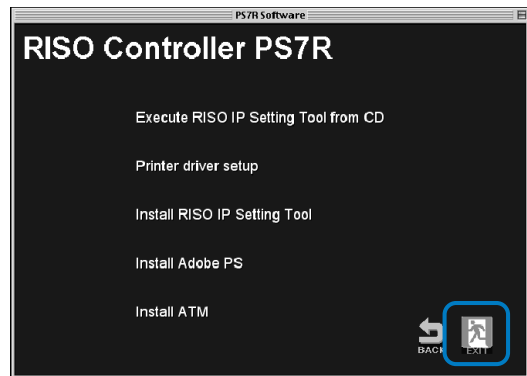 PS7R Software
RISO Controller PS7R
Execute RISO IP Setting Tool from CD
Printer driver setup
Install RISO IP Setting Tool
Install Adobe PS
Install ATM
BACK
EXIT